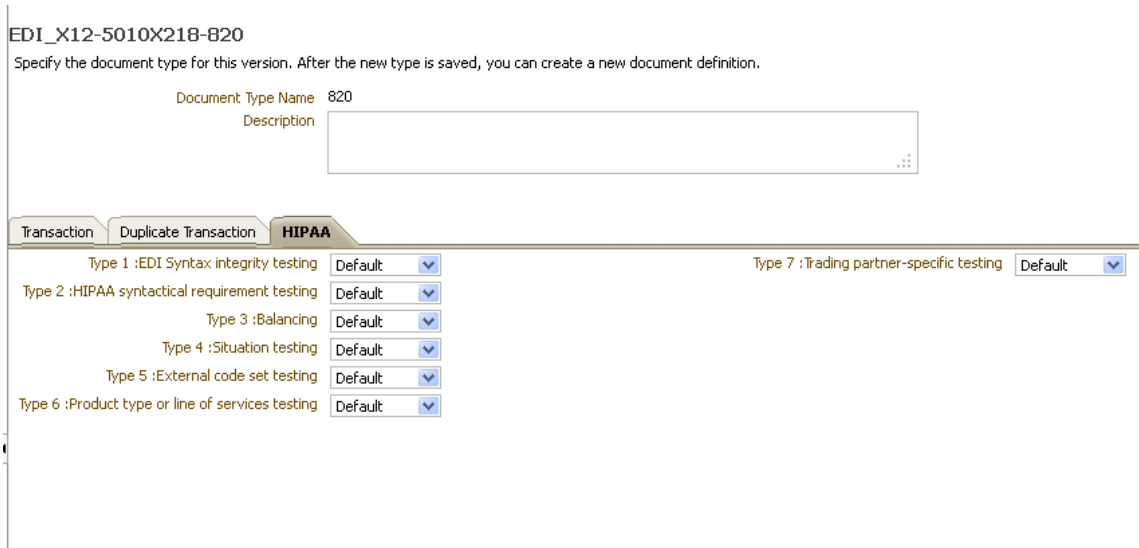 EDI_X12-5010X218-820
Specify the document type for this version. After the new type is saved, you can create a new document definition.
Document Type Name 820
Description
Transaction Duplicate Transaction HIPAA
Type 1 :EDI Syntax integrity testing Default Type 7 :Trading partner-specific testing Default
Type 2 :HIPAA syntactical requirement testing Default
Type 3 :Balancing Default
Type 4 :Situation testing Default
Type 5 :External code set testing Default
Type 6 :Product type or line of services testing Default